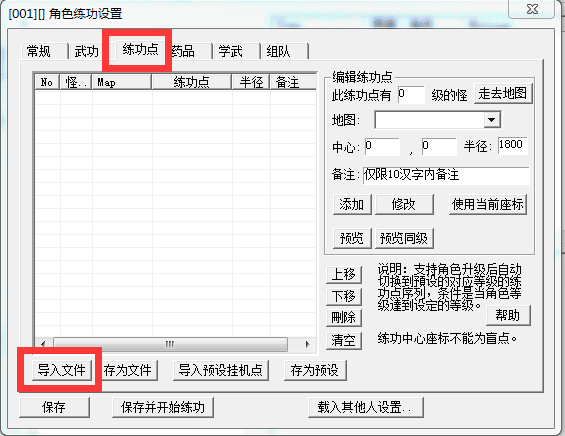 [001][] 角色练功设置
常规 武功 练功点 药品 学武 组队
No 怪.. Map 练功点 半径 备注
编辑练功点
此练功点有 0 级的怪 走去地图
地图:
中心: 0 , 0 半径: 1800
备注: 仅限10汉字内备注
添加 修改 使用当前坐标
预览 预览同级
上移
下移
刪除
清空
说明：支持角色升级后自动
切换到预设的对应等级的练
功点序列，条件是当角色等
级達到设定的等级。
帮助
练功中心座标不能为盲点。
导入文件 存为文件 导入预设挂机点 存为预设
保存 保存并开始练功 载入其他人设置..